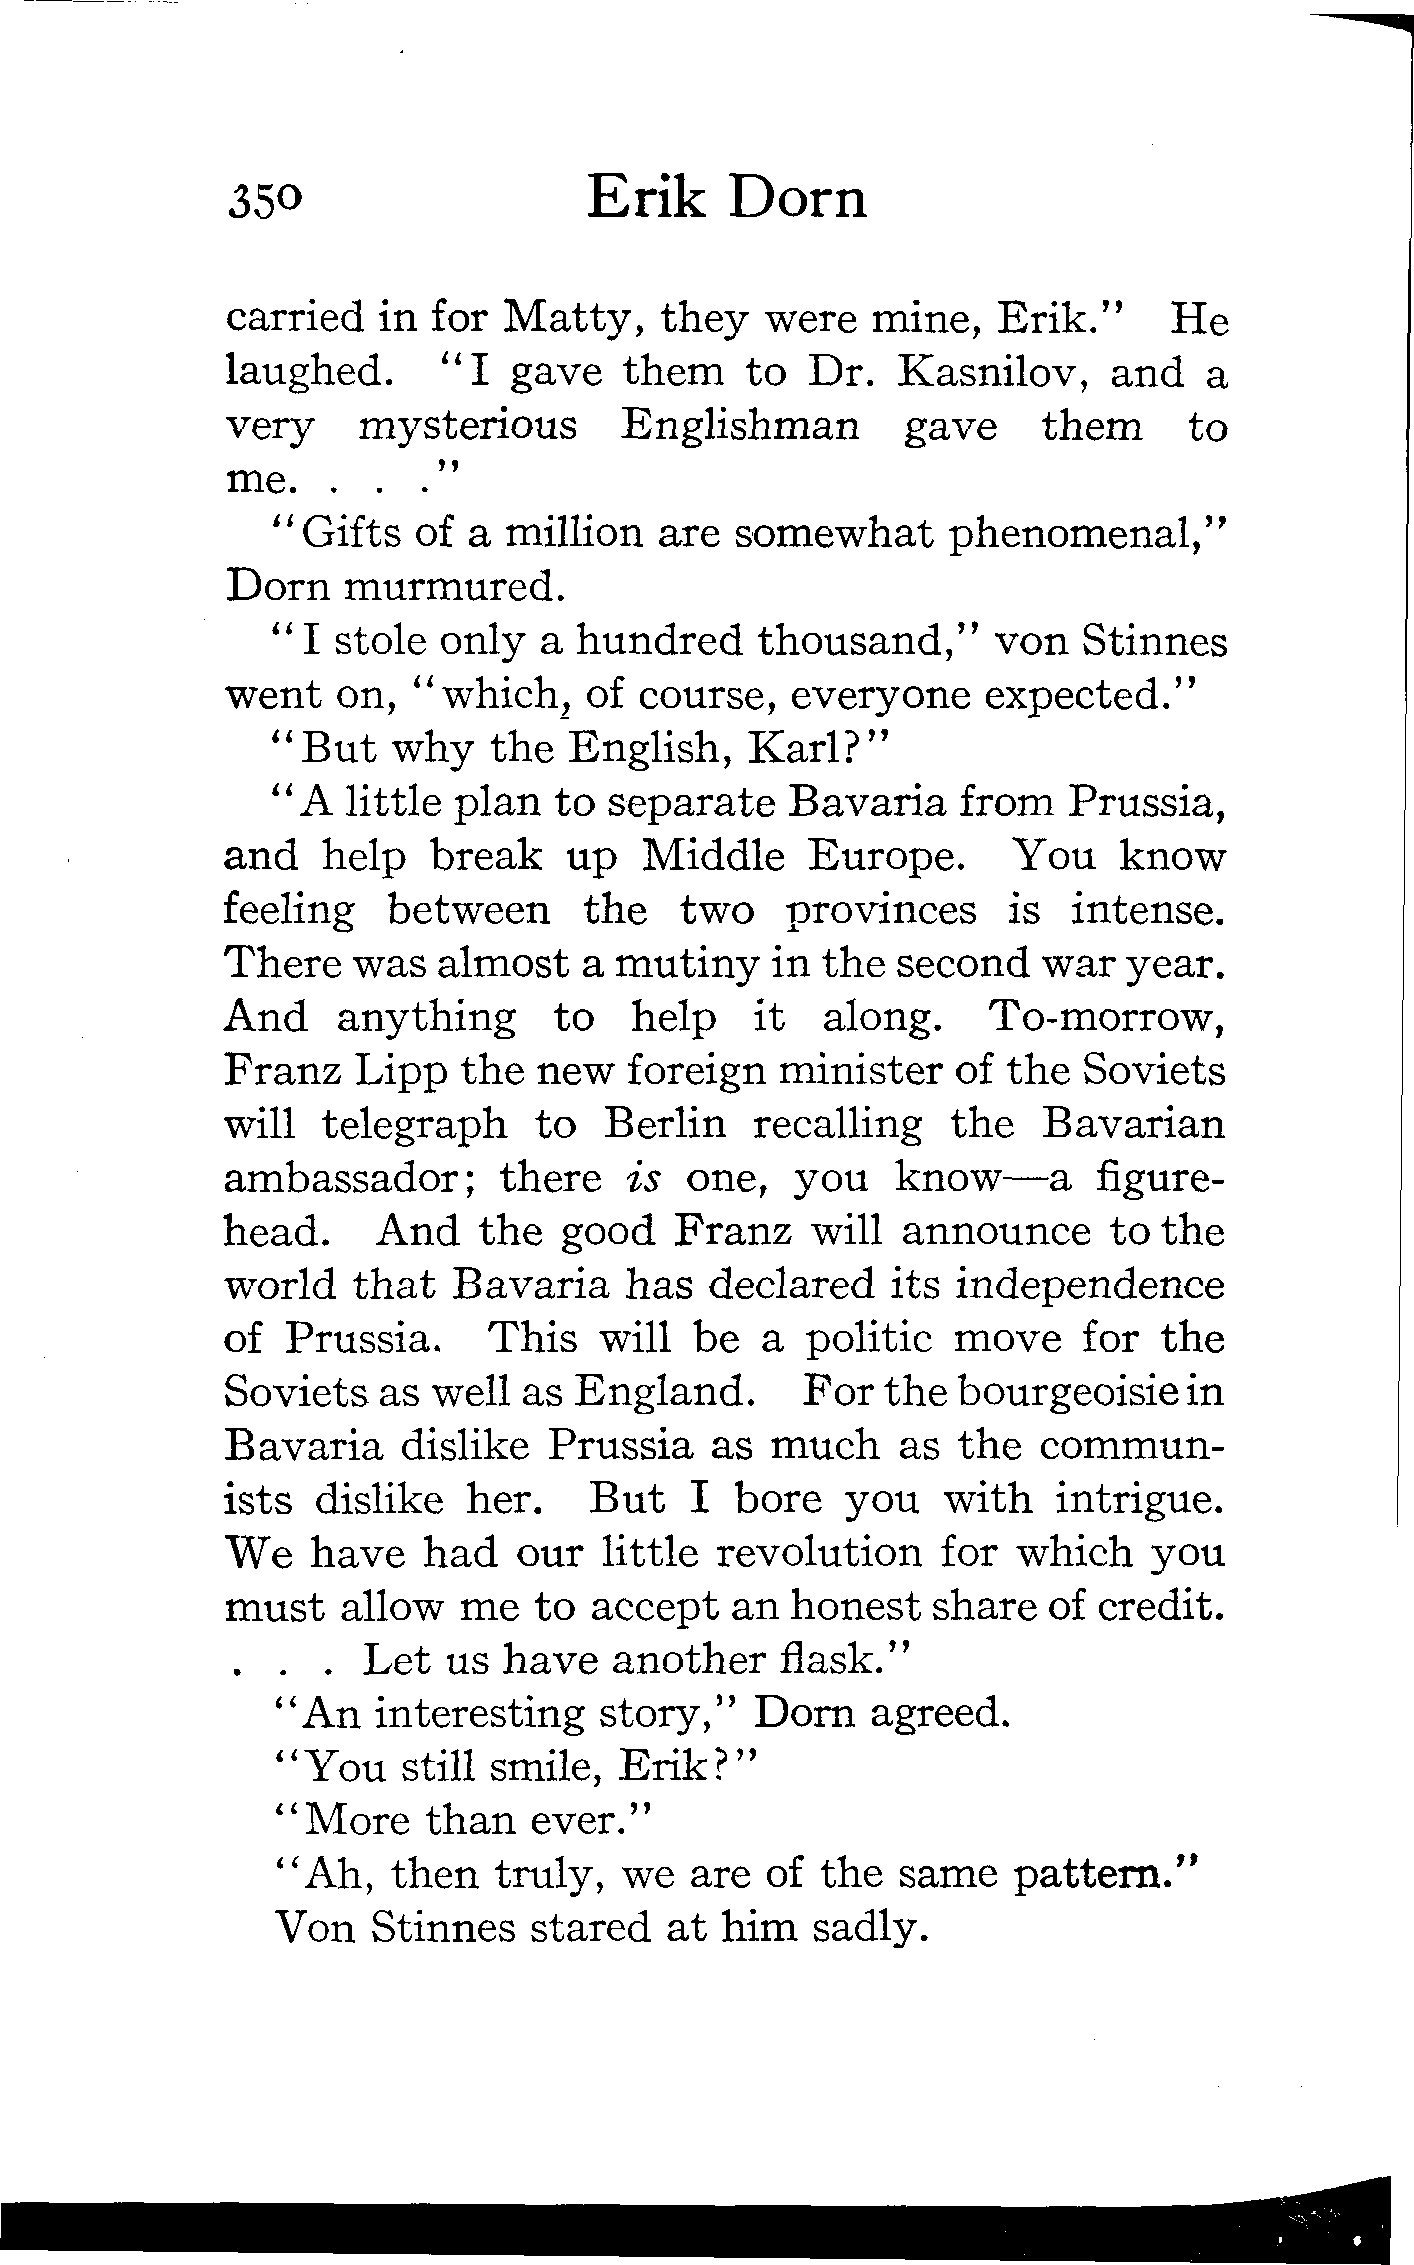 350 Erik Dorn
carried in for Matty, they were mine, Erik." He
laughed. "I gave them to Dr. Kasnilov, and a
very mysterious Englishman gave them to
me. . . ."
"Gifts of a million are somewhat phenomenal,"
Dorn murmured.
"I stole only a hundred thousand," von Stinnes
went on, "which, of course, everyone expected."
"But why the English, Karl?"
"A little plan to separate Bavaria from Prussia,
and help break up Middle Europe. You know
feeling between the two provinces is intense.
There was almost a mutiny in the second war year.
And anything to help it along. To-morrow,
Franz Lipp the new foreign minister of the Soviets
will telegraph to Berlin recalling the Bavarian
ambassador; there is one, you know—a figure-
head. And the good Franz will announce to the
world that Bavaria has declared its independence
of Prussia. This will be a politic move for the
Soviets as well as England. For the bourgeoisie in
Bavaria dislike Prussia as much as the commun-
ists dislike her. But I bore you with intrigue.
We have had our little revolution for which you
must allow me to accept an honest share of credit.
. . . Let us have another flask."
"An interesting story," Dorn agreed.
"You still smile, Erik?"
"More than ever."
"Ah, then truly, we are of the same pattern."
Von Stinnes stared at him sadly.